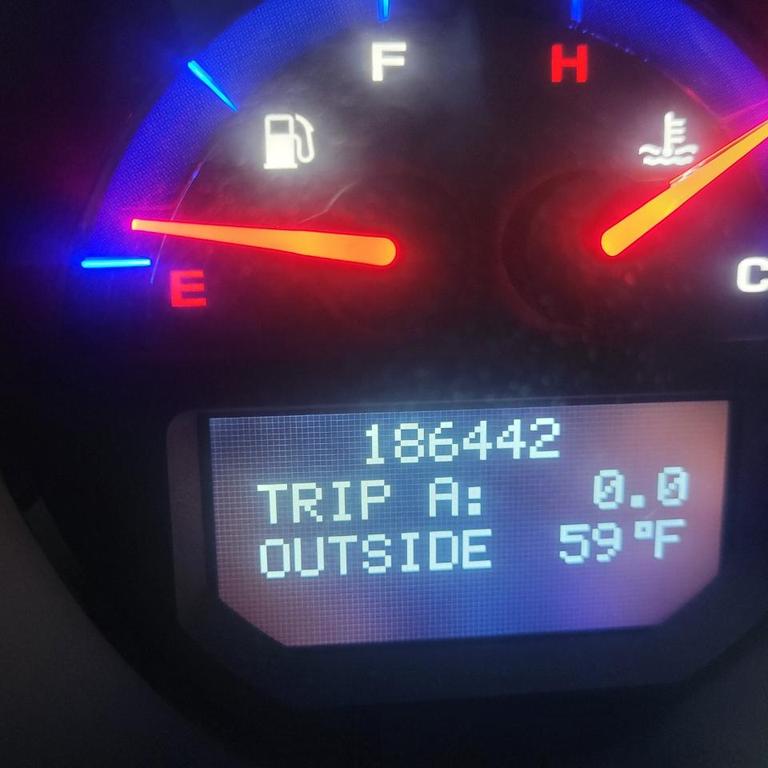 F H
E C
186442
TRIP A: 0.0
OUTSIDE 59°F